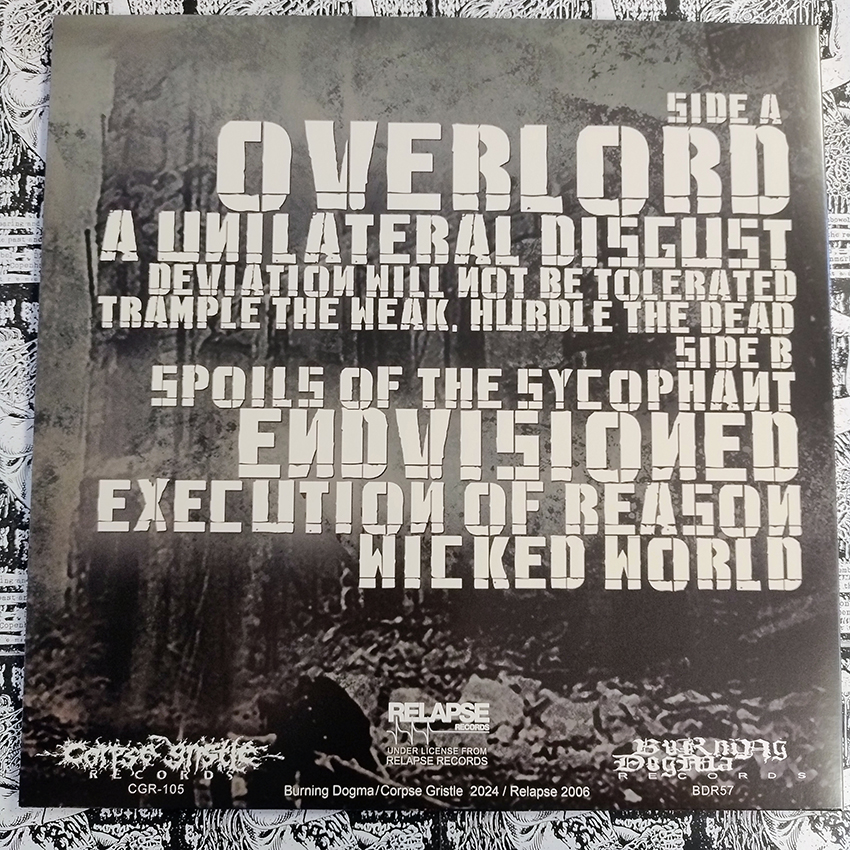 SIDE A
OVERLORD
A UNILATERAL DISGUST
DEVIATION WILL NOT BE TOLERATED
TRAMPLE THE WEAK, HURDLE THE DEAD
SIDE B
SPOILS OF THE SYCOPHANT
ENDVISIONED
EXECUTION OF REASON
WICKED WORLD
RELAPSE
RECORDS
UNDER LICENSE FROM
RELAPSE RECORDS
Corpse Gristle
RECORDS
CGR-105
Burning Dogma/Corpse Gristle 2024 / Relapse 2006
Burning
Dogma
RECORDS
BDR57